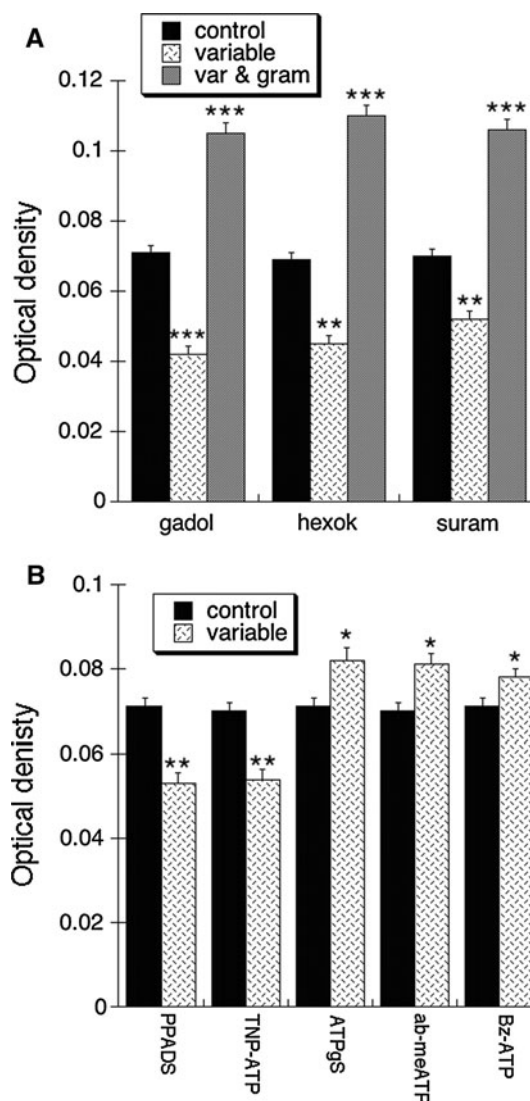 A
control
variable
var & gram
0.12
0.1
0.08
0.06
0.04
0.02
0
Optical density
***
***
***
***
**
**
gadol
hexok
suram
B
control
variable
0.1
0.08
0.06
0.04
0.02
0
Optical denisty
**
**
*
*
*
PPADS
TNP-ATP
ATPgS
ab-meATP
Bz-ATP